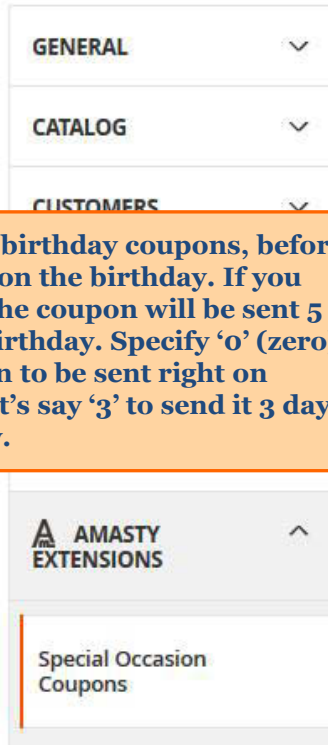 GENERAL
CATALOG
CUSTOMERS
birthday coupons, befor
on the birthday. If you
he coupon will be sent 5
irthday. Specify ‘0’ (zero
n to be sent right on
t’s say ‘3’ to send it 3 day
.
AMASTY
EXTENSIONS
Special Occasion
Coupons